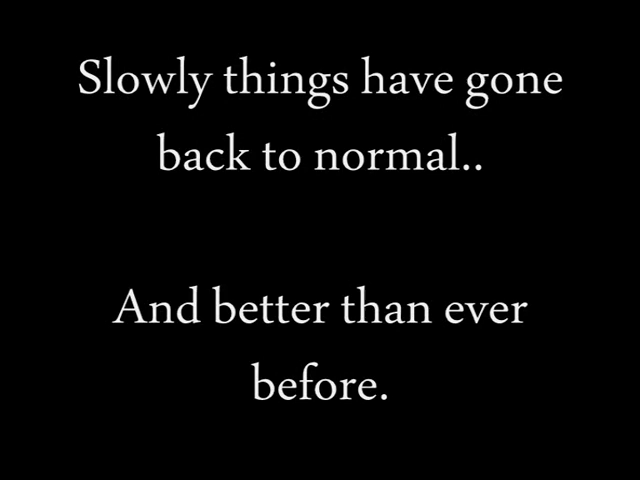 Slowly things have gone
back to normal..
And better than ever
before.